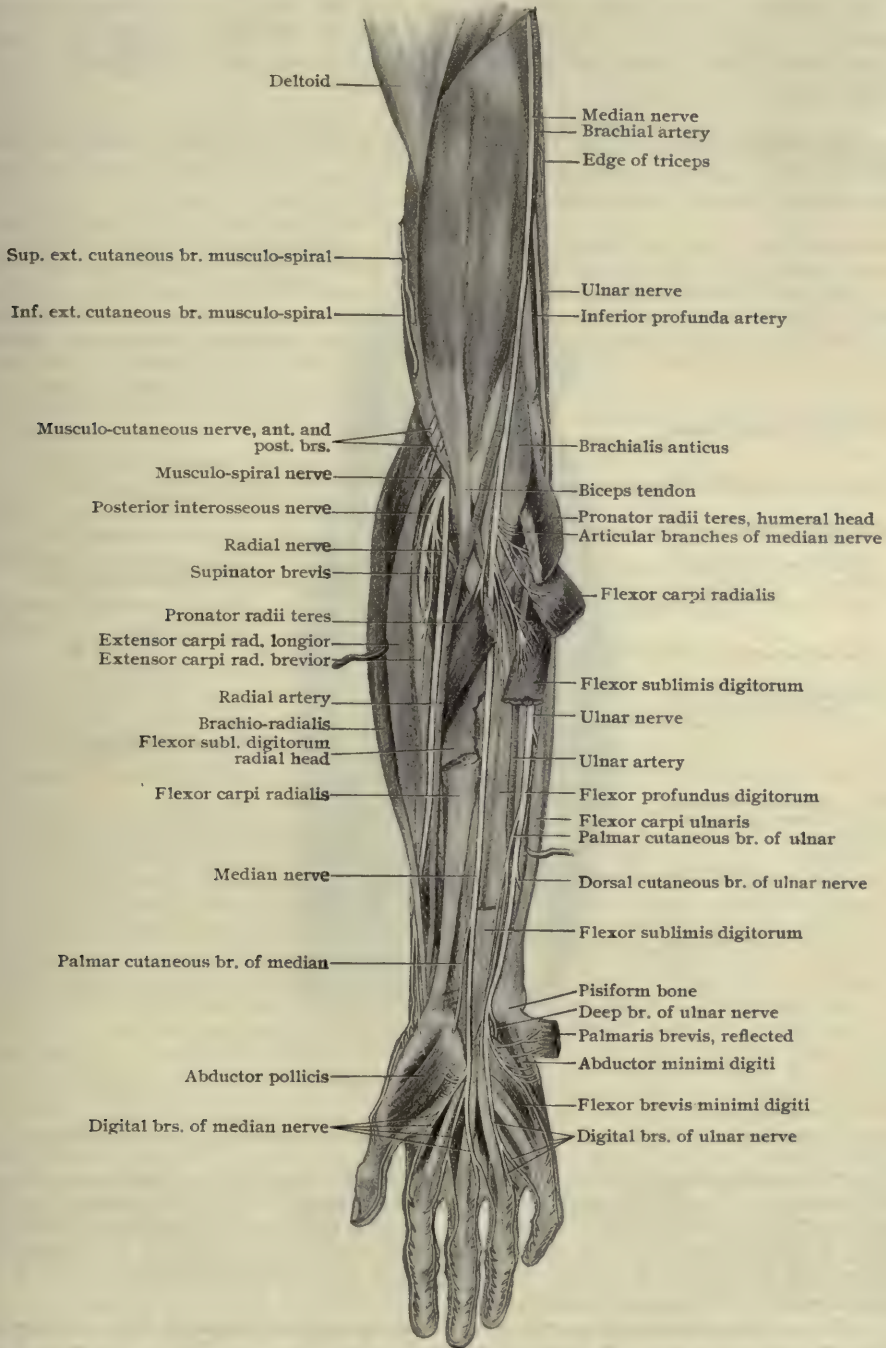 Deltoid
Sup. ext. cutaneous br. musculo-spiral
Inf. ext. cutaneous br. musculo-spiral
Musculo-cutaneous nerve, ant. and
post. brs.
Musculo-spiral nerve
Posterior interosseous nerve
Radial nerve
Supinator brevis
Pronator radii teres
Extensor carpi rad. longior
Extensor carpi rad. brevior
Radial artery
Brachio-radialis
Flexor subl. digitorum
radial head
Flexor carpi radialis
Median nerve
Palmar cutaneous br. of median
Abductor pollicis
Digital brs. of median nerve
Median nerve
Brachial artery
Edge of triceps
Ulnar nerve
Inferior profunda artery
Brachialis anticus
Biceps tendon
Pronator radii teres, humeral head
Articular branches of median nerve
Flexor carpi radialis
Flexor sublimis digitorum
Ulnar nerve
Ulnar artery
Flexor profundus digitorum
Flexor carpi ulnaris
Palmar cutaneous br. of ulnar
Dorsal cutaneous br. of ulnar nerve
Flexor sublimis digitorum
Pisiform bone
Deep br. of ulnar nerve
Palmaris brevis, reflected
Abductor minimi digiti
Flexor brevis minimi digiti
Digital brs. of ulnar nerve